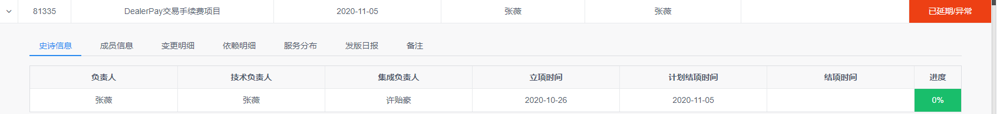 81335 DealerPay交易手续费项目 2020-11-05 张薇 张薇 已延期/异常
史诗信息 成员信息 变更明细 依赖明细 服务分布 发版日报 备注
负责人 技术负责人 集成负责人 立项时间 计划结项时间 结项时间 进度
张薇 张薇 许贻豪 2020-10-26 2020-11-05 0%